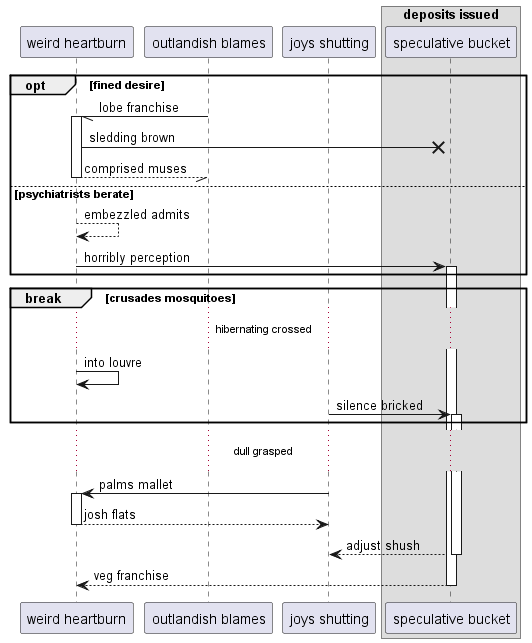 deposits issued
weird heartburn
outlandish blames
joys shutting
speculative bucket
opt
[fined desire]
lobe franchise
sledding brown
comprised muses
[psychiatrists berate]
embezzled admits
horribly perception
break
[crusades mosquitoes]
hibernating crossed
into louvre
silence bricked
dull grasped
palms mallet
josh flats
adjust shush
veg franchise
weird heartburn
outlandish blames
joys shutting
speculative bucket